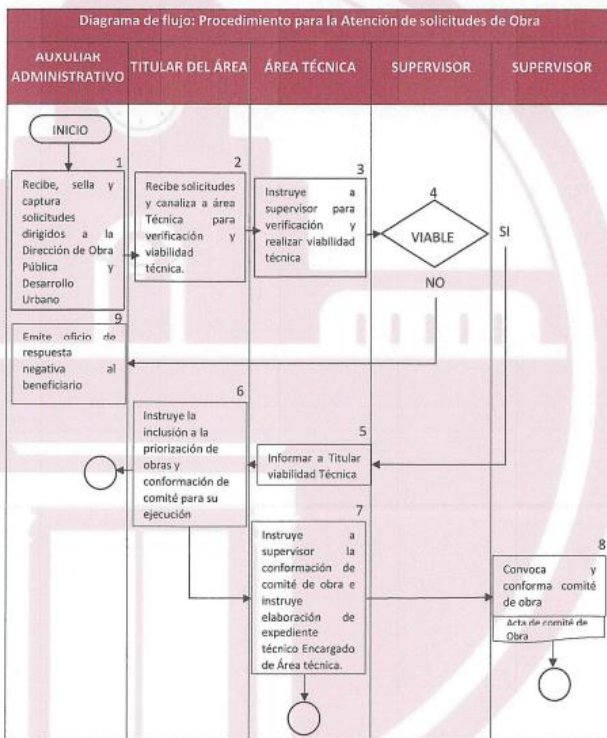 Diagrama de flujo: Procedimiento para la Atención de solicitudes de Obra
AUXILIAR
ADMINISTRATIVO
TITULAR DEL ÁREA
ÁREA TÉCNICA
SUPERVISOR
SUPERVISOR
INICIO
1
Recibe, sella y
captura
solicitudes
dirigidos a la
Dirección de Obra
Pública y
Desarrollo
Urbano
2
Recibe solicitudes
y canaliza a área
Técnica para
verificación y
viabilidad
técnica.
3
Instruye a
supervisor para
verificación y
realizar viabilidad
técnica
4
VIABLE
SI
NO
9
Emite oficio de
respuesta
negativa al
beneficiario
6
Instruye la
inclusión a la
priorización de
obras y
conformación de
comité para su
ejecución
5
Informar a Titular
viabilidad Técnica
7
Instruye a
supervisor la
conformación de
comité de obra e
instruye
elaboración de
expediente
técnico Encargado
de Área técnica.
8
Convoca y
conforma comité
de obra
Acta de comité de
Obra